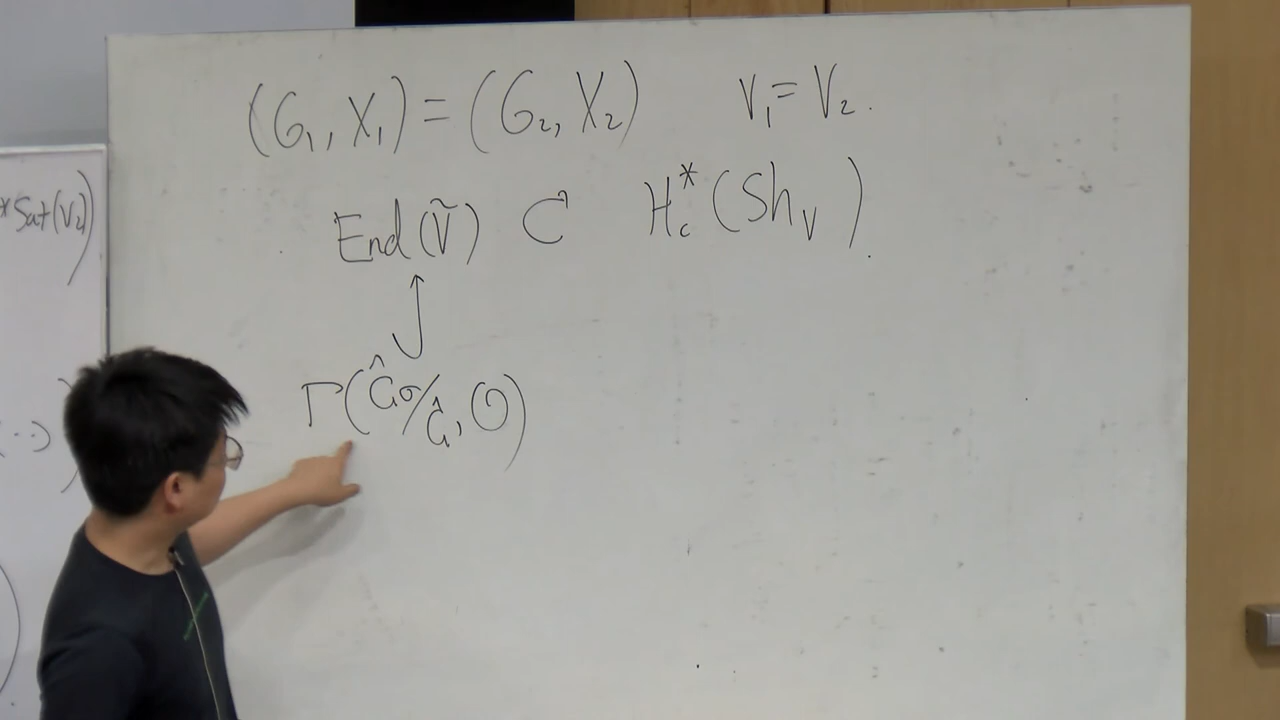 *Sat(V₂)
(··)
(G₁, X₁) = (G₂, X₂)   V₁ = V₂.
End(Ṽ) ⟳ H_c^*(Sh_V).
↑
Γ(Ĝσ/Ĝ, O)